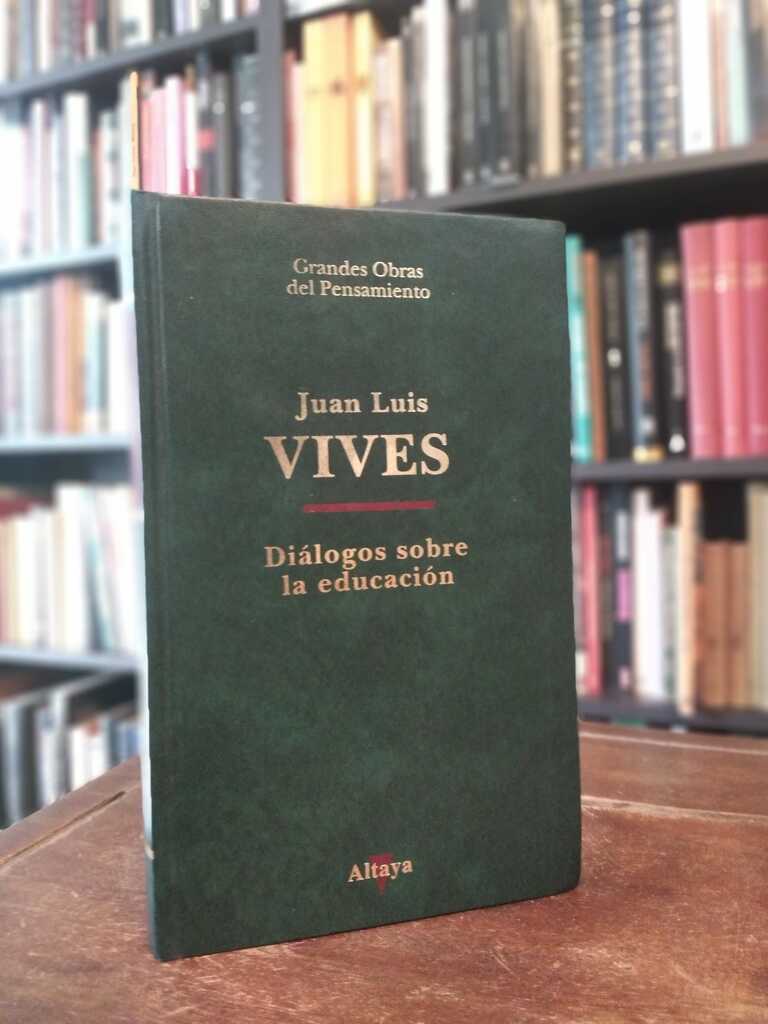 Grandes Obras
del Pensamiento
Juan Luis
VIVES
Diálogos sobre
la educación
Altaya